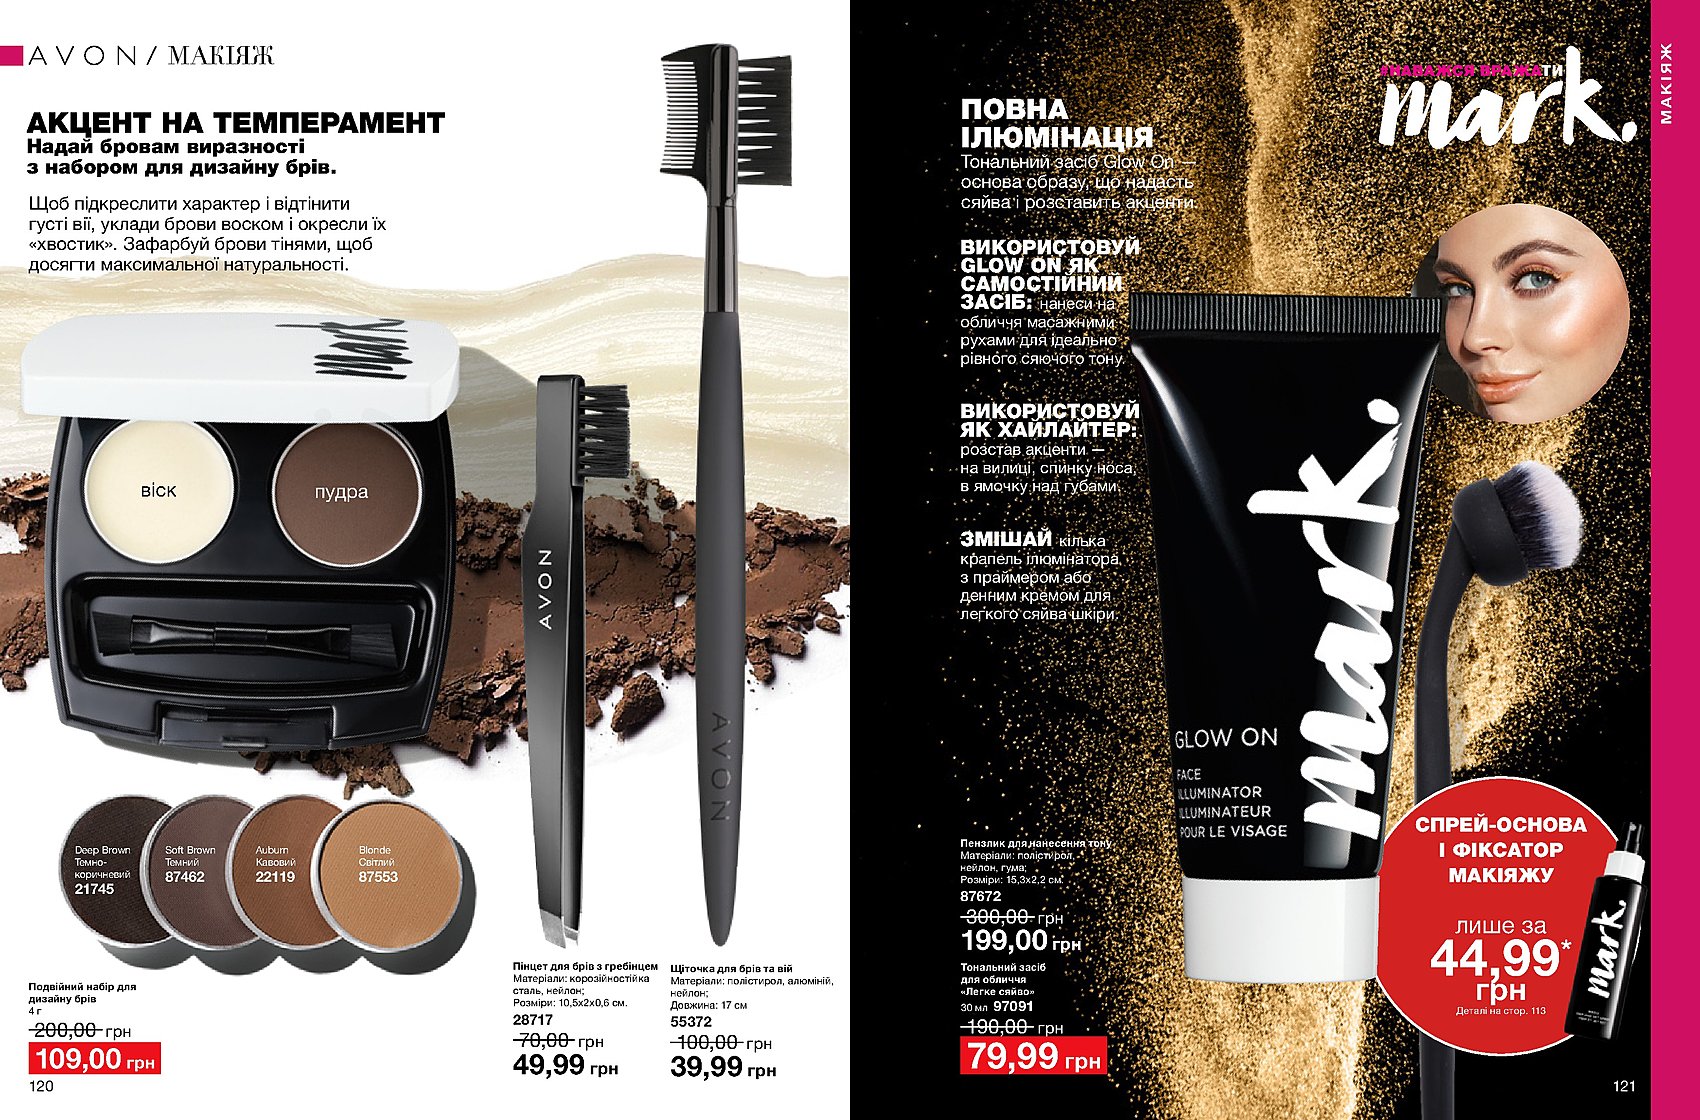 AVON / МАКІЯЖ
АКЦЕНТ НА ТЕМПЕРАМЕНТ
Надай бровам виразності
з набором для дизайну брів.
Щоб підкреслити характер і відтінити
густі вії, уклади брови воском і окресли їх
«хвостик». Зафарбуй брови тінями, щоб
досягти максимальної натуральності.
mark.
віск
пудра
AVON
AVON
Deep Brown
Темно-
коричневий
21745
Soft Brown
Темний
87462
Auburn
Кавовий
22119
Blonde
Світлий
87553
Подвійний набір для
дизайну брів
4 г
200,00 грн
109,00 грн
120
Пінцет для брів з гребінцем
Матеріали: корозійностійка
сталь, нейлон;
Розміри: 10,5х2х0,6 см.
28717
70,00 грн
49,99 грн
Щіточка для брів та вій
Матеріали: полістирол, алюміній,
нейлон;
Довжина: 17 см
55372
100,00 грн
39,99 грн
#НАВАЖСЯ ВРАЖАТИ
mark.
МАКІЯЖ
ПОВНА
ІЛЮМІНАЦІЯ
Тональний засіб Glow On —
основа образу, що надасть
сяйва і розставить акценти.
ВИКОРИСТОВУЙ
GLOW ON ЯК
САМОСТІЙНИЙ
ЗАСІБ: нанеси на
обличчя масажними
рухами для ідеально
рівного сяючого тону.
ВИКОРИСТОВУЙ
ЯК ХАЙЛАЙТЕР:
розстав акценти —
на вилиці, спинку носа,
в ямочку над губами.
ЗМІШАЙ кілька
крапель ілюмінатора
з праймером або
денним кремом для
легкого сяйва шкіри.
mark.
GLOW ON
FACE
ILLUMINATOR
ILLUMINATEUR
POUR LE VISAGE
Пензлик для нанесення тону
Матеріали: полістирол,
нейлон, гума;
Розміри: 15,3х2,2 см.
87672
300,00 грн
199,00 грн
Тональний засіб
для обличчя
«Легке сяйво»
30 мл 97091
190,00 грн
79,99 грн
СПРЕЙ-ОСНОВА
І ФІКСАТОР
МАКІЯЖУ
лише за
44,99*
грн
Деталі на стор. 113
mark.
121